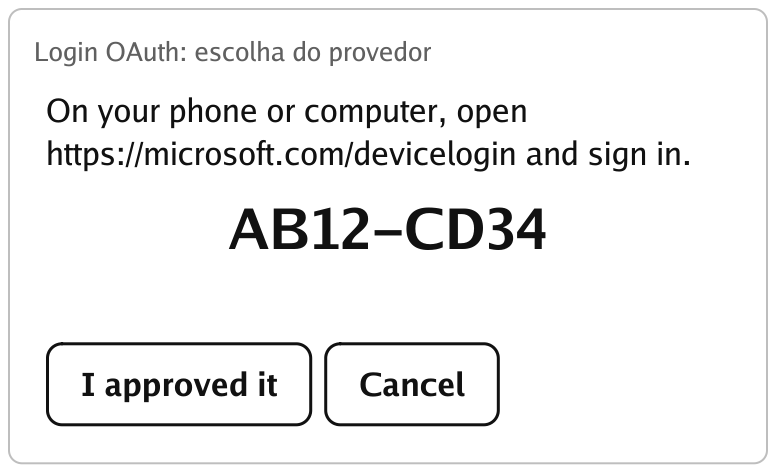 Login OAuth: escolha do provedor
On your phone or computer, open
https://microsoft.com/devicelogin and sign in.
AB12–CD34
I approved it
Cancel